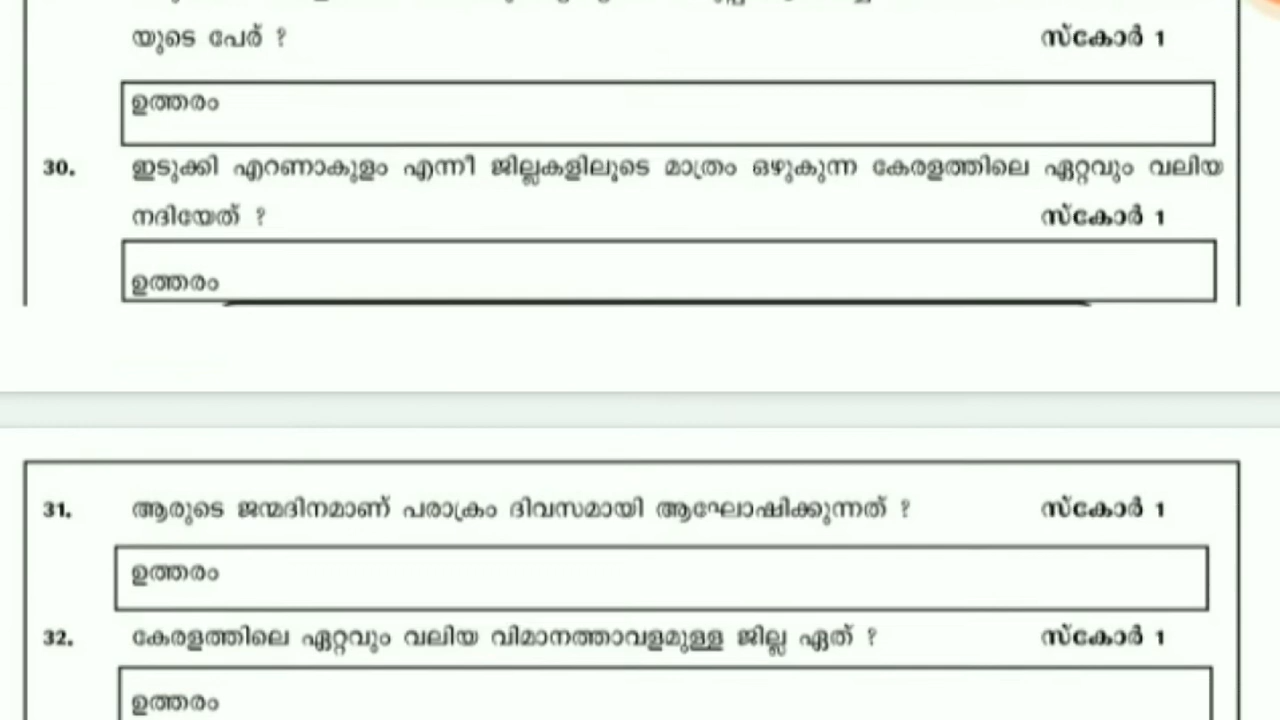 യുടെ പേര് ? സ്കോർ 1
ഉത്തരം
30. ഇടുക്കി എറണാകുളം എന്നീ ജില്ലകളിലൂടെ മാത്രം ഒഴുകുന്ന കേരളത്തിലെ ഏറ്റവും വലിയ
നദിയേത് ? സ്കോർ 1
ഉത്തരം
31. ആരുടെ ജന്മദിനമാണ് പരാക്രം ദിവസമായി ആഘോഷിക്കുന്നത് ? സ്കോർ 1
ഉത്തരം
32. കേരളത്തിലെ ഏറ്റവും വലിയ വിമാനത്താവളമുള്ള ജില്ല ഏത് ? സ്കോർ 1
ഉത്തരം